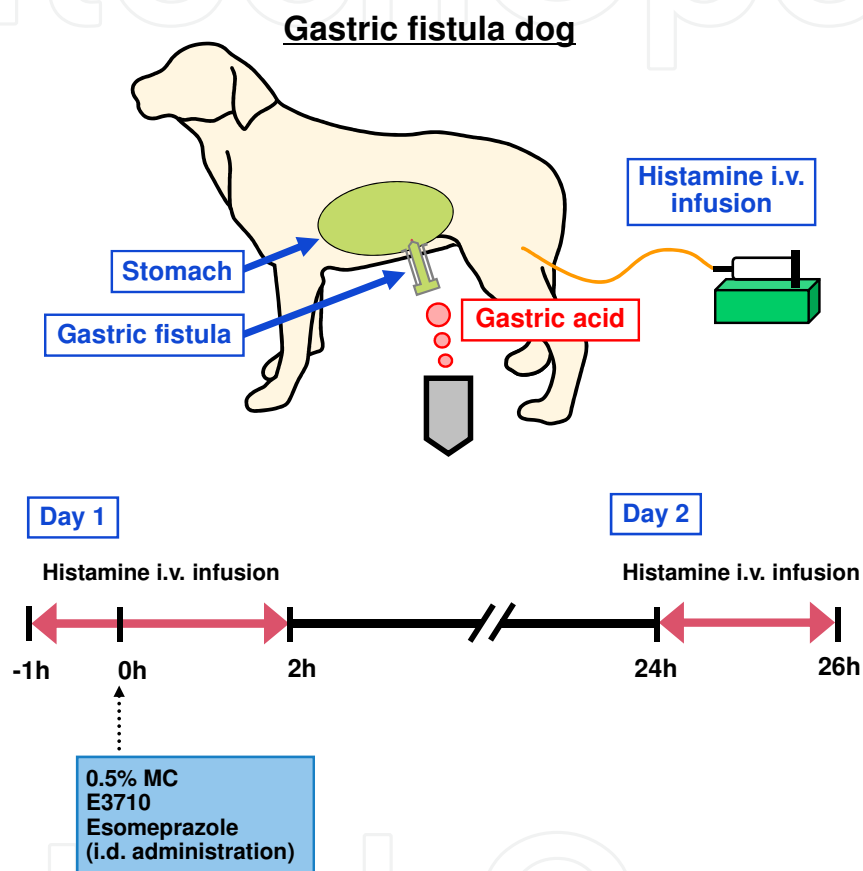 Gastric fistula dog
Histamine i.v.
infusion
Stomach
Gastric fistula
Gastric acid
Day 1
Day 2
Histamine i.v. infusion
Histamine i.v. infusion
-1h
0h
2h
24h
26h
0.5% MC
E3710
Esomeprazole
(i.d. administration)